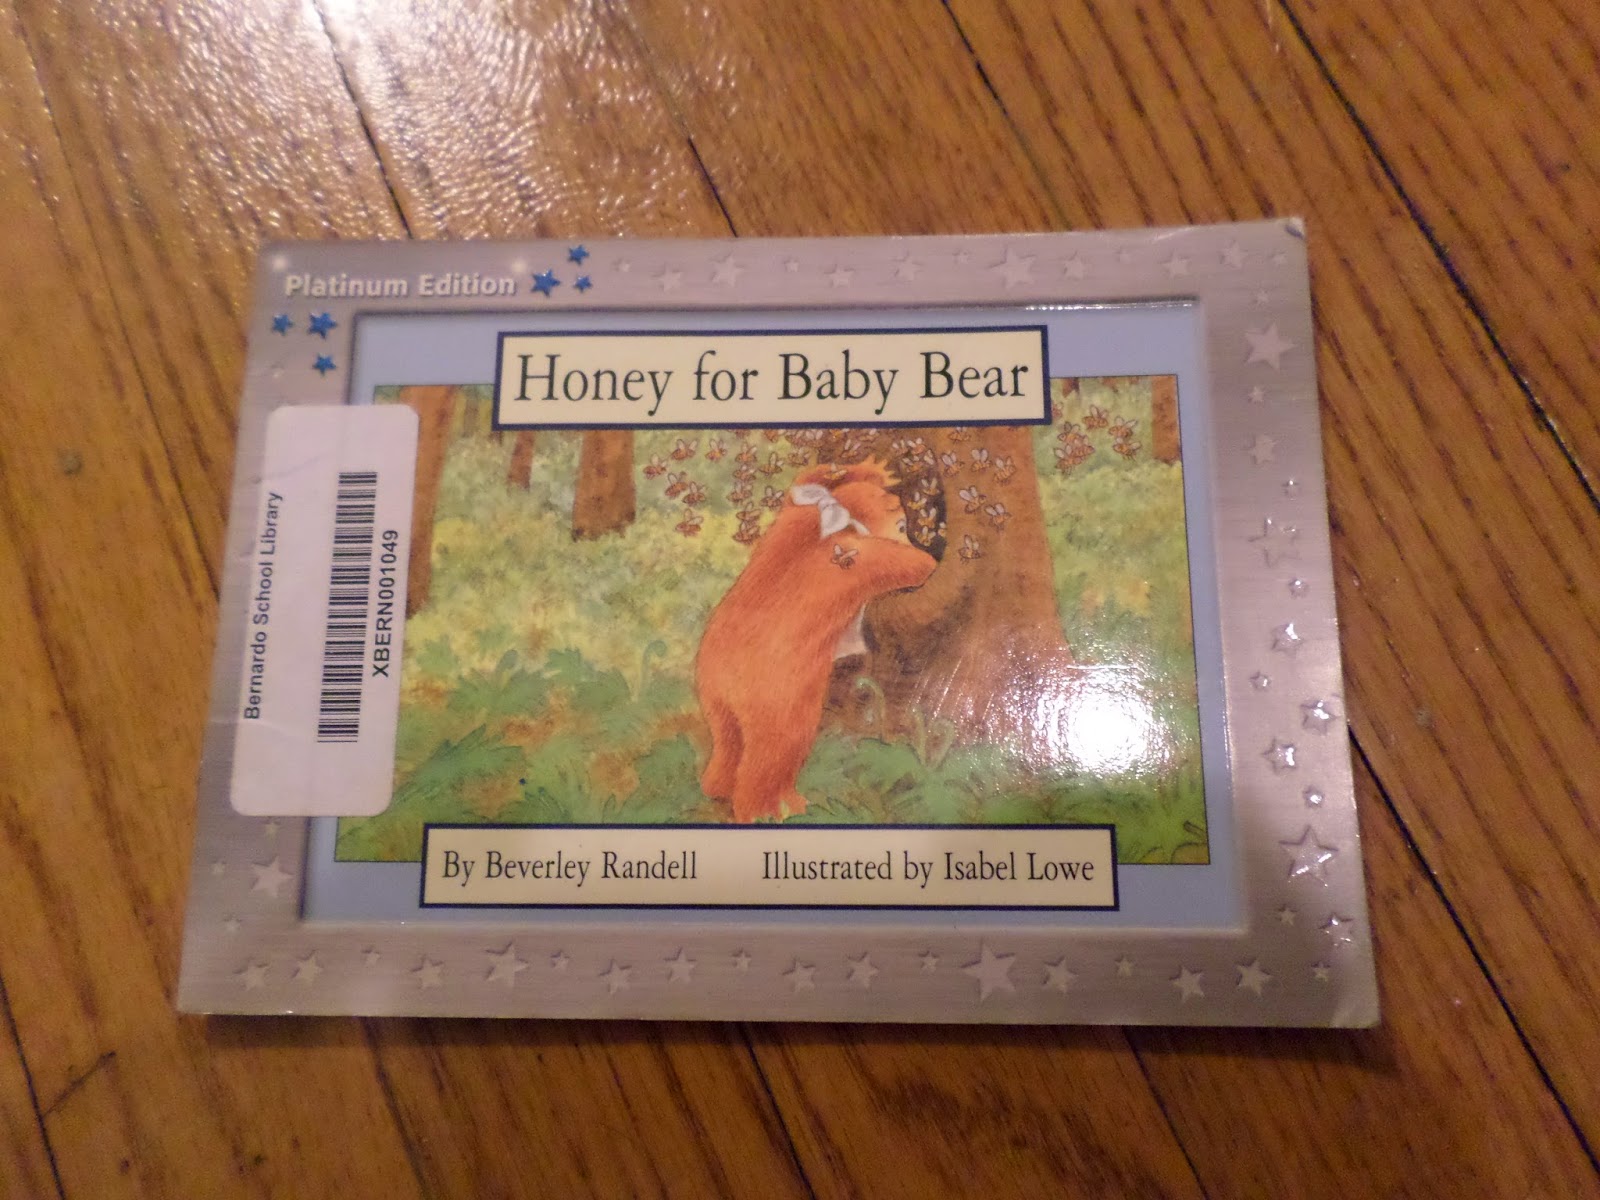 Platinum Edition
Honey for Baby Bear
Bernardo School Library
XBERN001049
By Beverley Randell Illustrated by Isabel Lowe